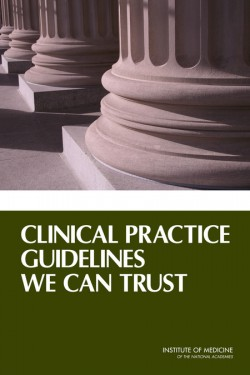 CLINICAL PRACTICE
GUIDELINES
WE CAN TRUST
INSTITUTE OF MEDICINE
OF THE NATIONAL ACADEMIES